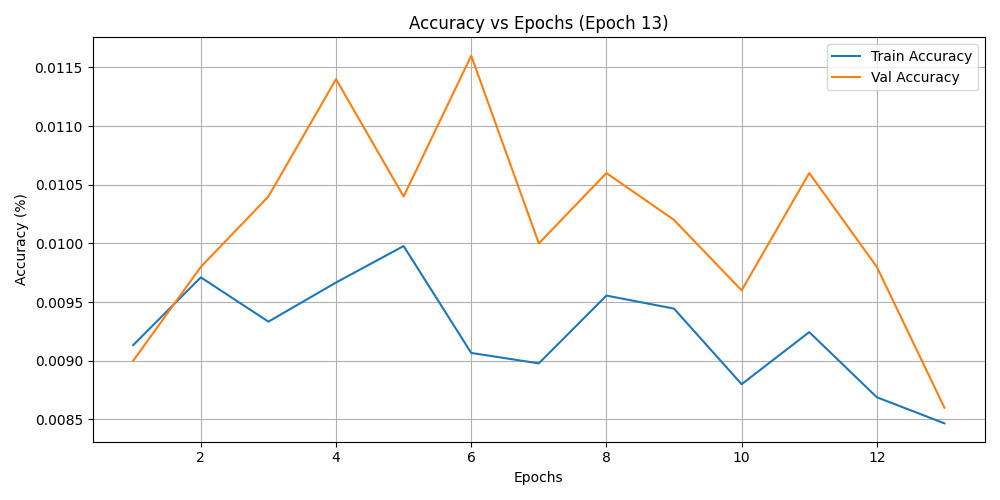 Accuracy vs Epochs (Epoch 13)
Train Accuracy
Val Accuracy
Accuracy (%)
0.0115
0.0110
0.0105
0.0100
0.0095
0.0090
0.0085
2 4 6 8 10 12
Epochs